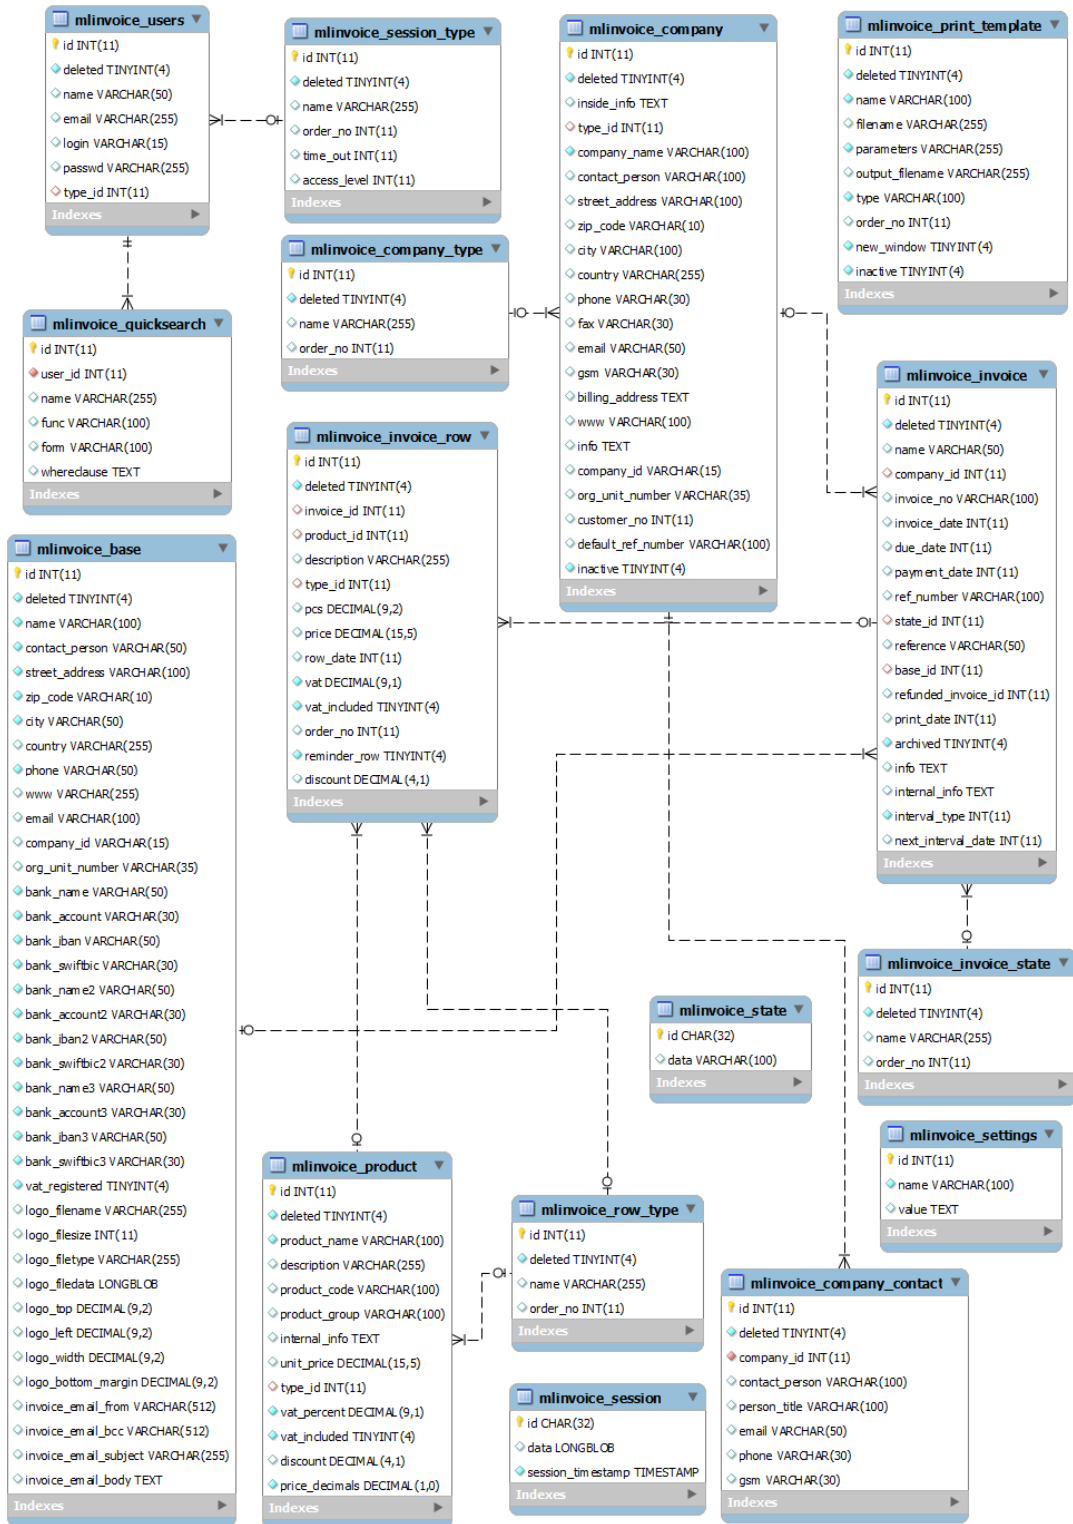 mlinvoice_users
id INT(11)
deleted TINYINT(4)
name VARCHAR(50)
email VARCHAR(255)
login VARCHAR(15)
passwd VARCHAR(255)
type_id INT(11)
Indexes
mlinvoice_session_type
id INT(11)
deleted TINYINT(4)
name VARCHAR(255)
order_no INT(11)
time_out INT(11)
access_level INT(11)
Indexes
mlinvoice_company
id INT(11)
deleted TINYINT(4)
inside_info TEXT
type_id INT(11)
company_name VARCHAR(100)
contact_person VARCHAR(100)
street_address VARCHAR(100)
zip_code VARCHAR(10)
city VARCHAR(100)
country VARCHAR(255)
phone VARCHAR(30)
fax VARCHAR(30)
email VARCHAR(50)
gsm VARCHAR(30)
billing_address TEXT
www VARCHAR(100)
info TEXT
company_id VARCHAR(15)
org_unit_number VARCHAR(35)
customer_no INT(11)
default_ref_number VARCHAR(100)
inactive TINYINT(4)
Indexes
mlinvoice_print_template
id INT(11)
deleted TINYINT(4)
name VARCHAR(100)
filename VARCHAR(255)
parameters VARCHAR(255)
output_filename VARCHAR(255)
type VARCHAR(100)
order_no INT(11)
new_window TINYINT(4)
inactive TINYINT(4)
Indexes
mlinvoice_company_type
id INT(11)
deleted TINYINT(4)
name VARCHAR(255)
order_no INT(11)
Indexes
mlinvoice_quicksearch
id INT(11)
user_id INT(11)
name VARCHAR(255)
func VARCHAR(100)
form VARCHAR(100)
whereclause TEXT
Indexes
mlinvoice_invoice_row
id INT(11)
deleted TINYINT(4)
invoice_id INT(11)
product_id INT(11)
description VARCHAR(255)
type_id INT(11)
pcs DECIMAL(9,2)
price DECIMAL(15,5)
row_date INT(11)
vat DECIMAL(9,1)
vat_included TINYINT(4)
order_no INT(11)
reminder_row TINYINT(4)
discount DECIMAL(4,1)
Indexes
mlinvoice_invoice
id INT(11)
deleted TINYINT(4)
name VARCHAR(50)
company_id INT(11)
invoice_no VARCHAR(100)
invoice_date INT(11)
due_date INT(11)
payment_date INT(11)
ref_number VARCHAR(100)
state_id INT(11)
reference VARCHAR(50)
base_id INT(11)
refunded_invoice_id INT(11)
print_date INT(11)
archived TINYINT(4)
info TEXT
internal_info TEXT
interval_type INT(11)
next_interval_date INT(11)
Indexes
mlinvoice_base
id INT(11)
deleted TINYINT(4)
name VARCHAR(100)
contact_person VARCHAR(50)
street_address VARCHAR(100)
zip_code VARCHAR(10)
city VARCHAR(50)
country VARCHAR(255)
phone VARCHAR(50)
www VARCHAR(255)
email VARCHAR(100)
company_id VARCHAR(15)
org_unit_number VARCHAR(35)
bank_name VARCHAR(50)
bank_account VARCHAR(30)
bank_iban VARCHAR(50)
bank_swiftbic VARCHAR(30)
bank_name2 VARCHAR(50)
bank_account2 VARCHAR(30)
bank_iban2 VARCHAR(50)
bank_swiftbic2 VARCHAR(30)
bank_name3 VARCHAR(50)
bank_account3 VARCHAR(30)
bank_iban3 VARCHAR(50)
bank_swiftbic3 VARCHAR(30)
vat_registered TINYINT(4)
logo_filename VARCHAR(255)
logo_filesize INT(11)
logo_filetype VARCHAR(255)
logo_filedata LONGBLOB
logo_top DECIMAL(9,2)
logo_left DECIMAL(9,2)
logo_width DECIMAL(9,2)
logo_bottom_margin DECIMAL(9,2)
invoice_email_from VARCHAR(512)
invoice_email_bcc VARCHAR(512)
invoice_email_subject VARCHAR(255)
invoice_email_body TEXT
Indexes
mlinvoice_invoice_state
id INT(11)
deleted TINYINT(4)
name VARCHAR(255)
order_no INT(11)
Indexes
mlinvoice_state
id CHAR(32)
data VARCHAR(100)
Indexes
mlinvoice_settings
id INT(11)
name VARCHAR(100)
value TEXT
Indexes
mlinvoice_product
id INT(11)
deleted TINYINT(4)
product_name VARCHAR(100)
description VARCHAR(255)
product_code VARCHAR(100)
product_group VARCHAR(100)
internal_info TEXT
unit_price DECIMAL(15,5)
type_id INT(11)
vat_percent DECIMAL(9,1)
vat_included TINYINT(4)
discount DECIMAL(4,1)
price_decimals DECIMAL(1,0)
Indexes
mlinvoice_row_type
id INT(11)
deleted TINYINT(4)
name VARCHAR(255)
order_no INT(11)
Indexes
mlinvoice_company_contact
id INT(11)
deleted TINYINT(4)
company_id INT(11)
contact_person VARCHAR(100)
person_title VARCHAR(100)
email VARCHAR(50)
phone VARCHAR(30)
gsm VARCHAR(30)
Indexes
mlinvoice_session
id CHAR(32)
data LONGBLOB
session_timestamp TIMESTAMP
Indexes